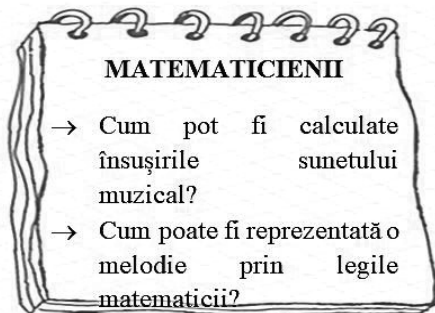 MATEMATICIENII
→ Cum pot fi calculate
însușirile sunetului
muzical?
→ Cum poate fi reprezentată o
melodie prin legile
matematicii?